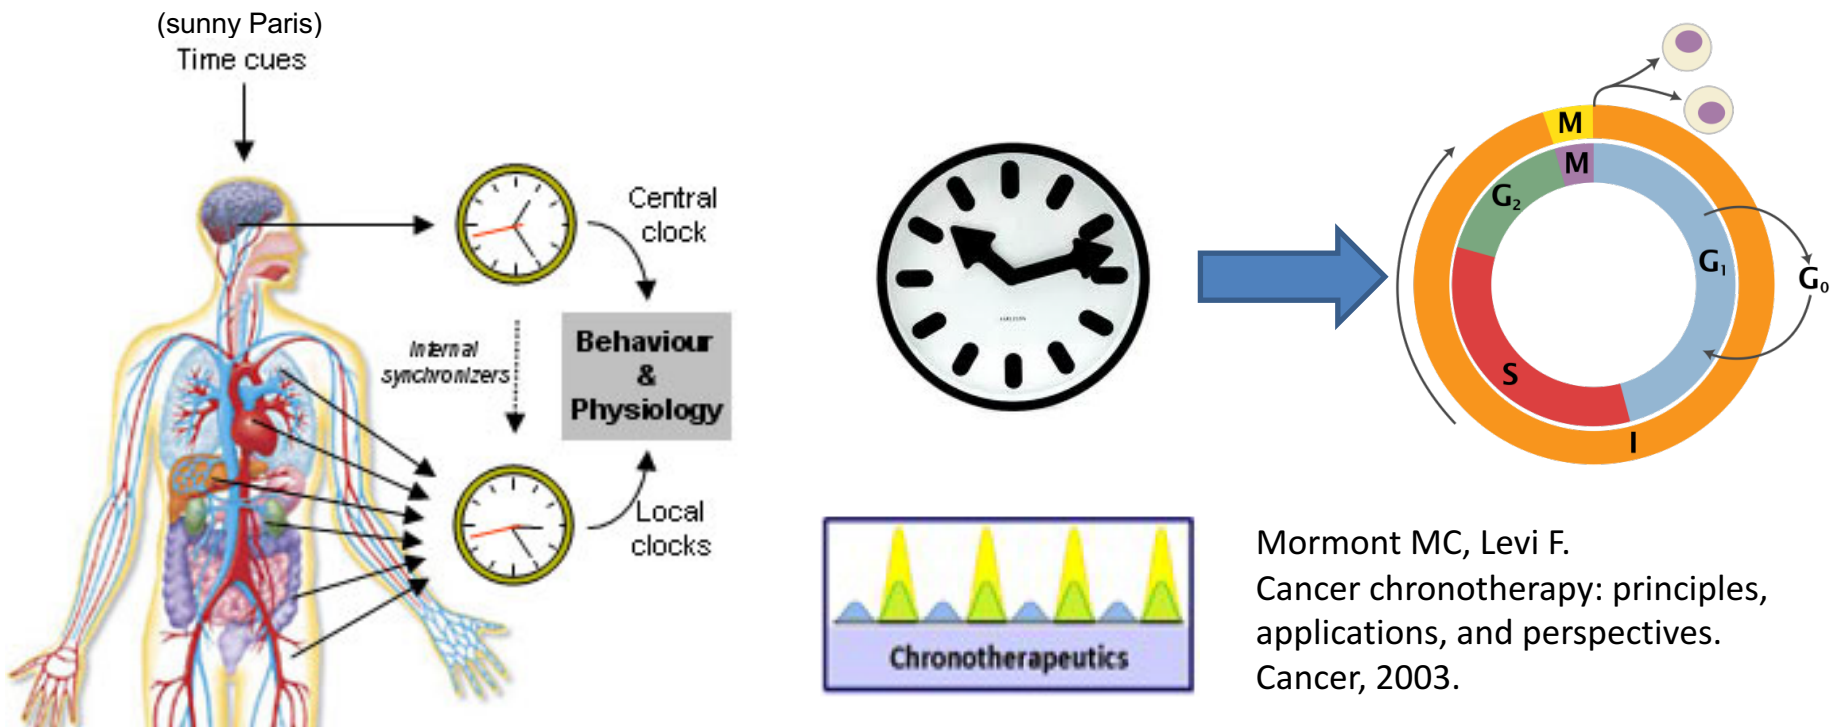 (sunny Paris)
Time cues
Central
clock
Internal
synchronizers
Behaviour
&
Physiology
Local
clocks
M
M
G2
G1
G0
S
I
Chronotherapeutics
Mormont MC, Levi F.
Cancer chronotherapy: principles,
applications, and perspectives.
Cancer, 2003.